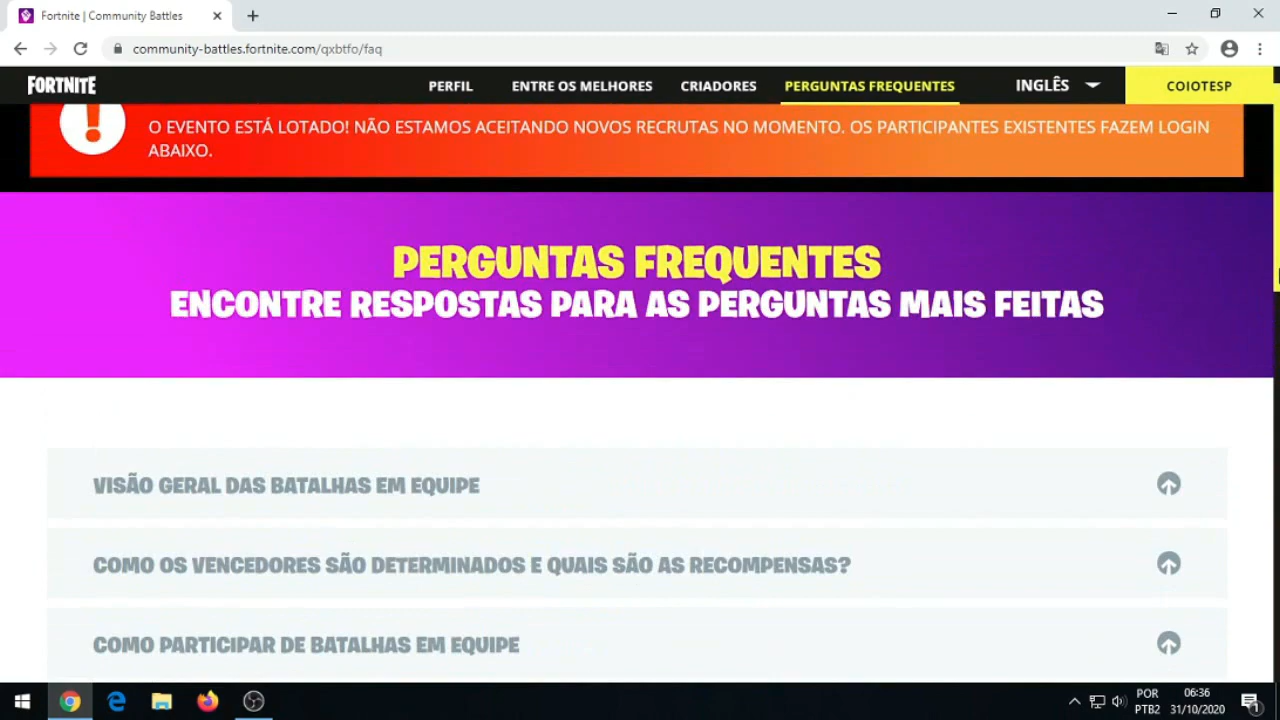 Fortnite | Community Battles
community-battles.fortnite.com/qxbtfo/faq
FORTNITE
PERFIL
ENTRE OS MELHORES
CRIADORES
PERGUNTAS FREQUENTES
INGLÊS
COIOTESP
O EVENTO ESTÁ LOTADO! NÃO ESTAMOS ACEITANDO NOVOS RECRUTAS NO MOMENTO. OS PARTICIPANTES EXISTENTES FAZEM LOGIN
ABAIXO.
PERGUNTAS FREQUENTES
ENCONTRE RESPOSTAS PARA AS PERGUNTAS MAIS FEITAS
VISÃO GERAL DAS BATALHAS EM EQUIPE
COMO OS VENCEDORES SÃO DETERMINADOS E QUAIS SÃO AS RECOMPENSAS?
COMO PARTICIPAR DE BATALHAS EM EQUIPE
POR
PTB2
06:36
31/10/2020
1